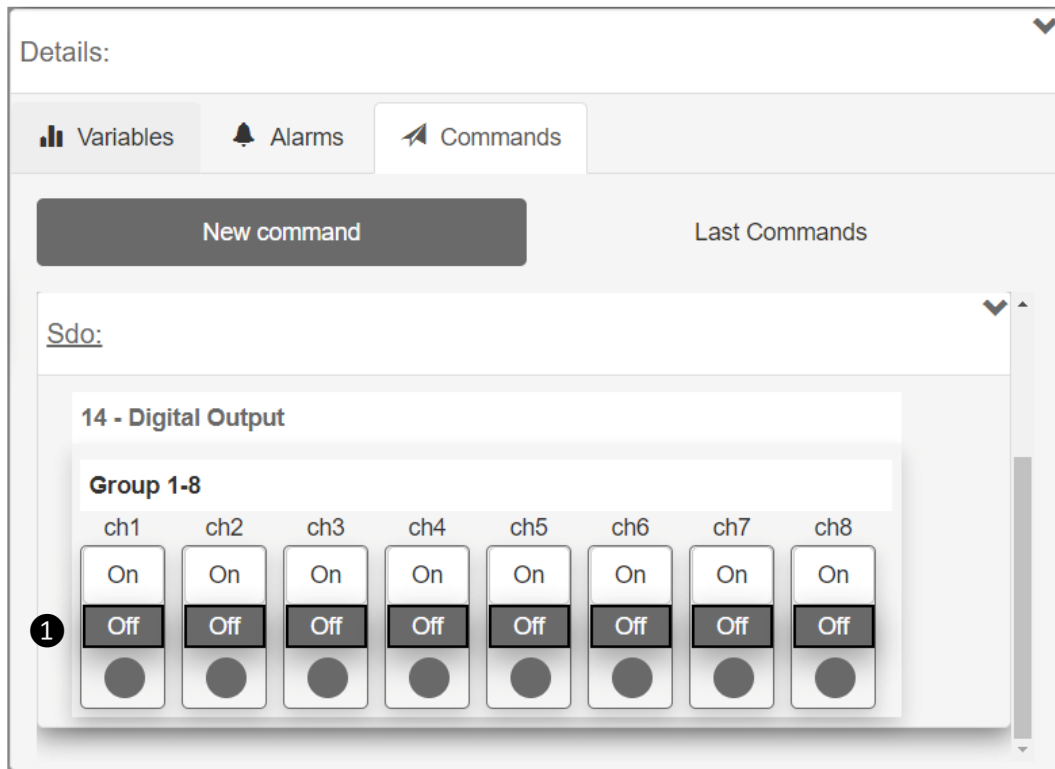 Details:
Variables Alarms Commands
New command Last Commands
Sdo:
14 - Digital Output
Group 1-8
ch1 ch2 ch3 ch4 ch5 ch6 ch7 ch8
On On On On On On On On
1 Off Off Off Off Off Off Off Off